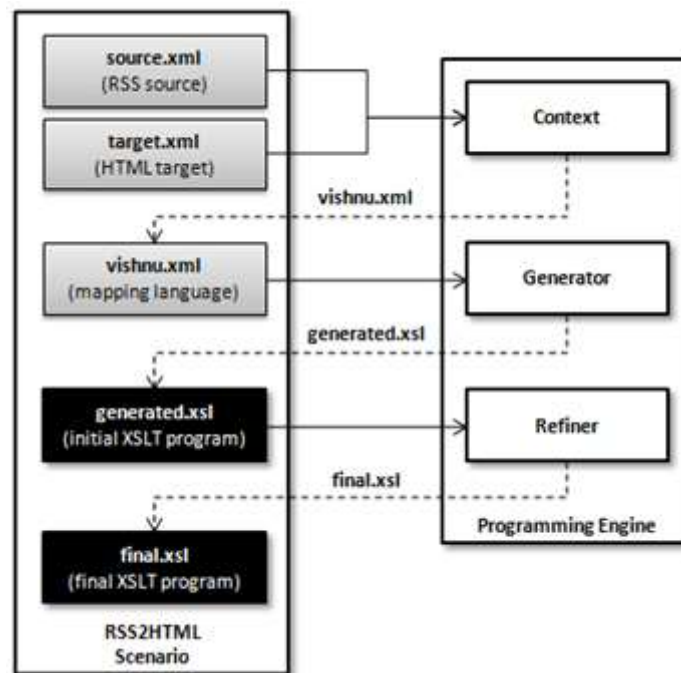 source.xml
(RSS source)
target.xml
(HTML target)
Context
vishnu.xml
vishnu.xml
(mapping language)
Generator
generated.xsl
generated.xsl
(initial XSLT program)
Refiner
final.xsl
Programming Engine
final.xsl
(final XSLT program)
RSS2HTML
Scenario